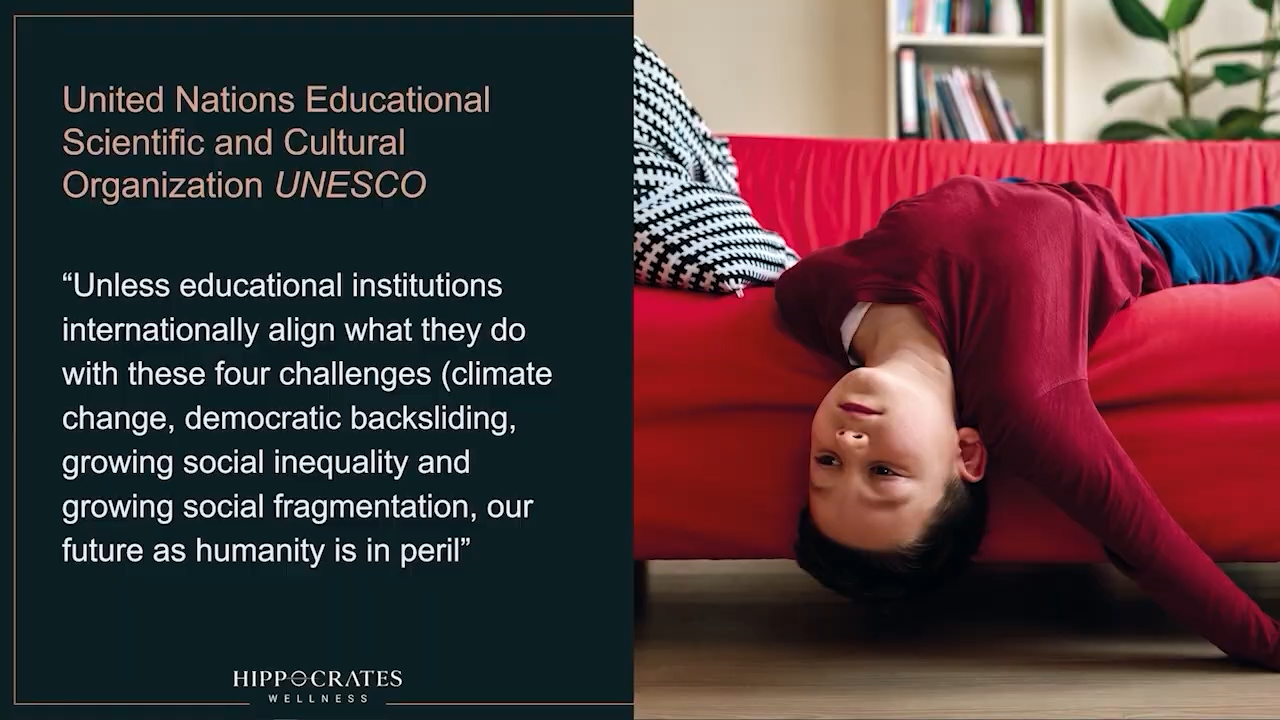 United Nations Educational
Scientific and Cultural
Organization UNESCO
“Unless educational institutions
internationally align what they do
with these four challenges (climate
change, democratic backsliding,
growing social inequality and
growing social fragmentation, our
future as humanity is in peril”
HIPPOCRATES
WELLNESS